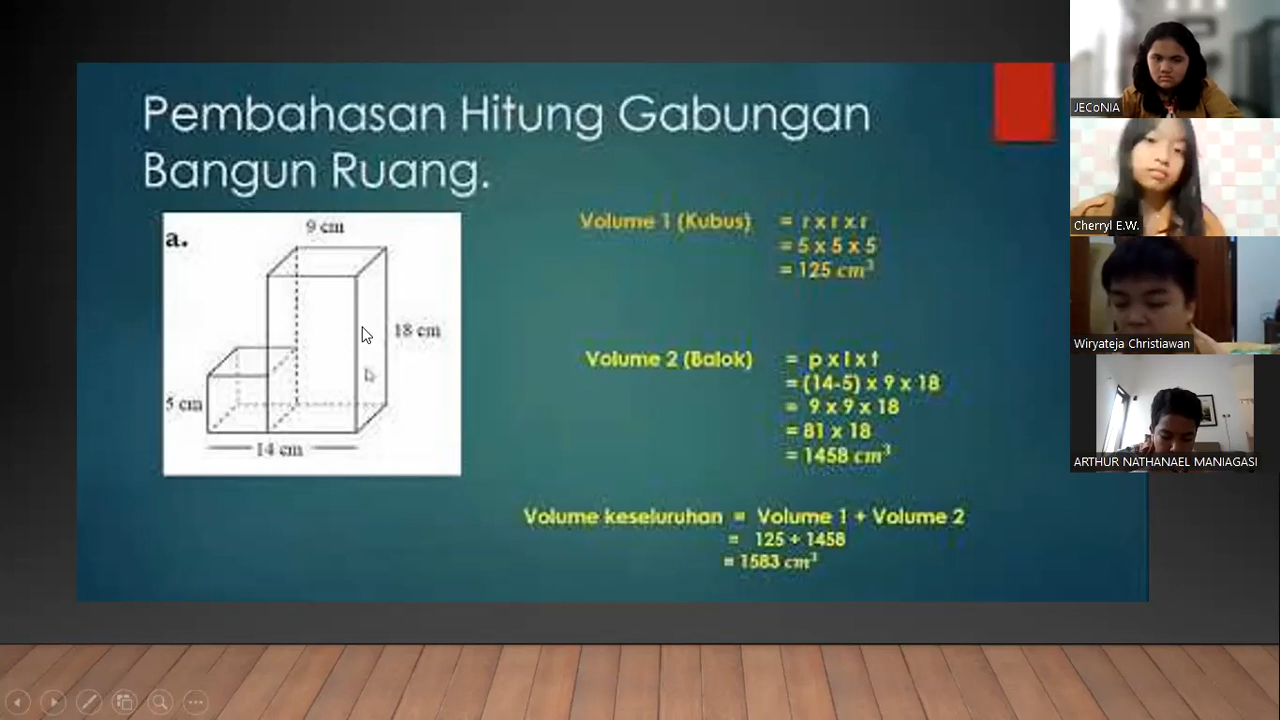 Pembahasan Hitung Gabungan
Bangun Ruang.
a.
9 cm
18 cm
5 cm
14 cm
Volume 1 (Kubus) = r x r x r
= 5 x 5 x 5
= 125 cm³
Volume 2 (Balok) = p x l x t
= (14-5) x 9 x 18
= 9 x 9 x 18
= 81 x 18
= 1458 cm³
Volume keseluruhan = Volume 1 + Volume 2
= 125 + 1458
= 1583 cm³
JECoNIA
Cherryl E.W.
Wiryateja Christiawan
ARTHUR NATHANAEL MANIAGASI